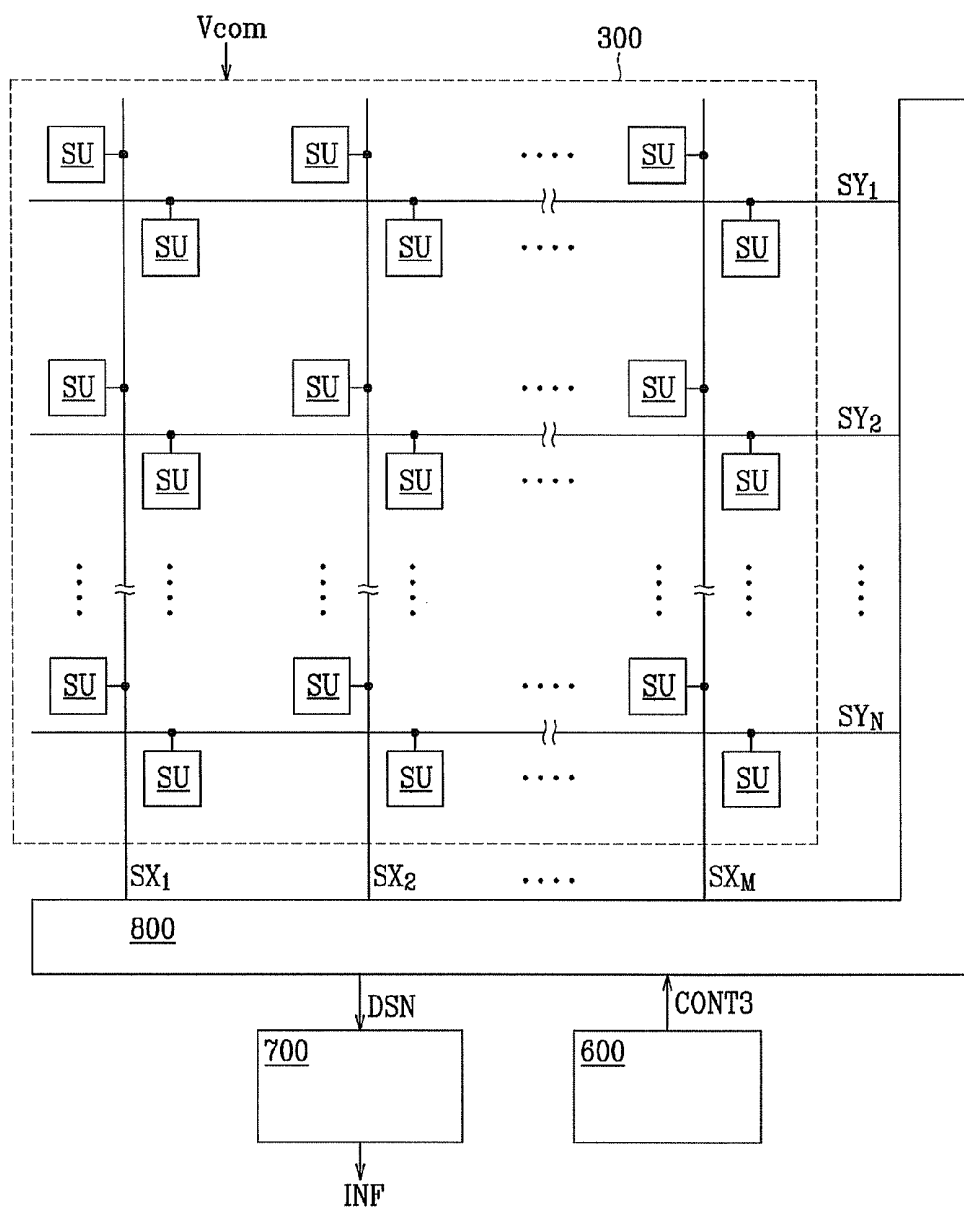 Vcom
300
SU SU .... SU
SY₁
SU SU .... SU
SU SU .... SU
SY₂
SU SU .... SU
SU SU .... SU
SYN
SU SU .... SU
SX₁ SX₂ .... SXM
800
DSN CONT3
700 600
INF